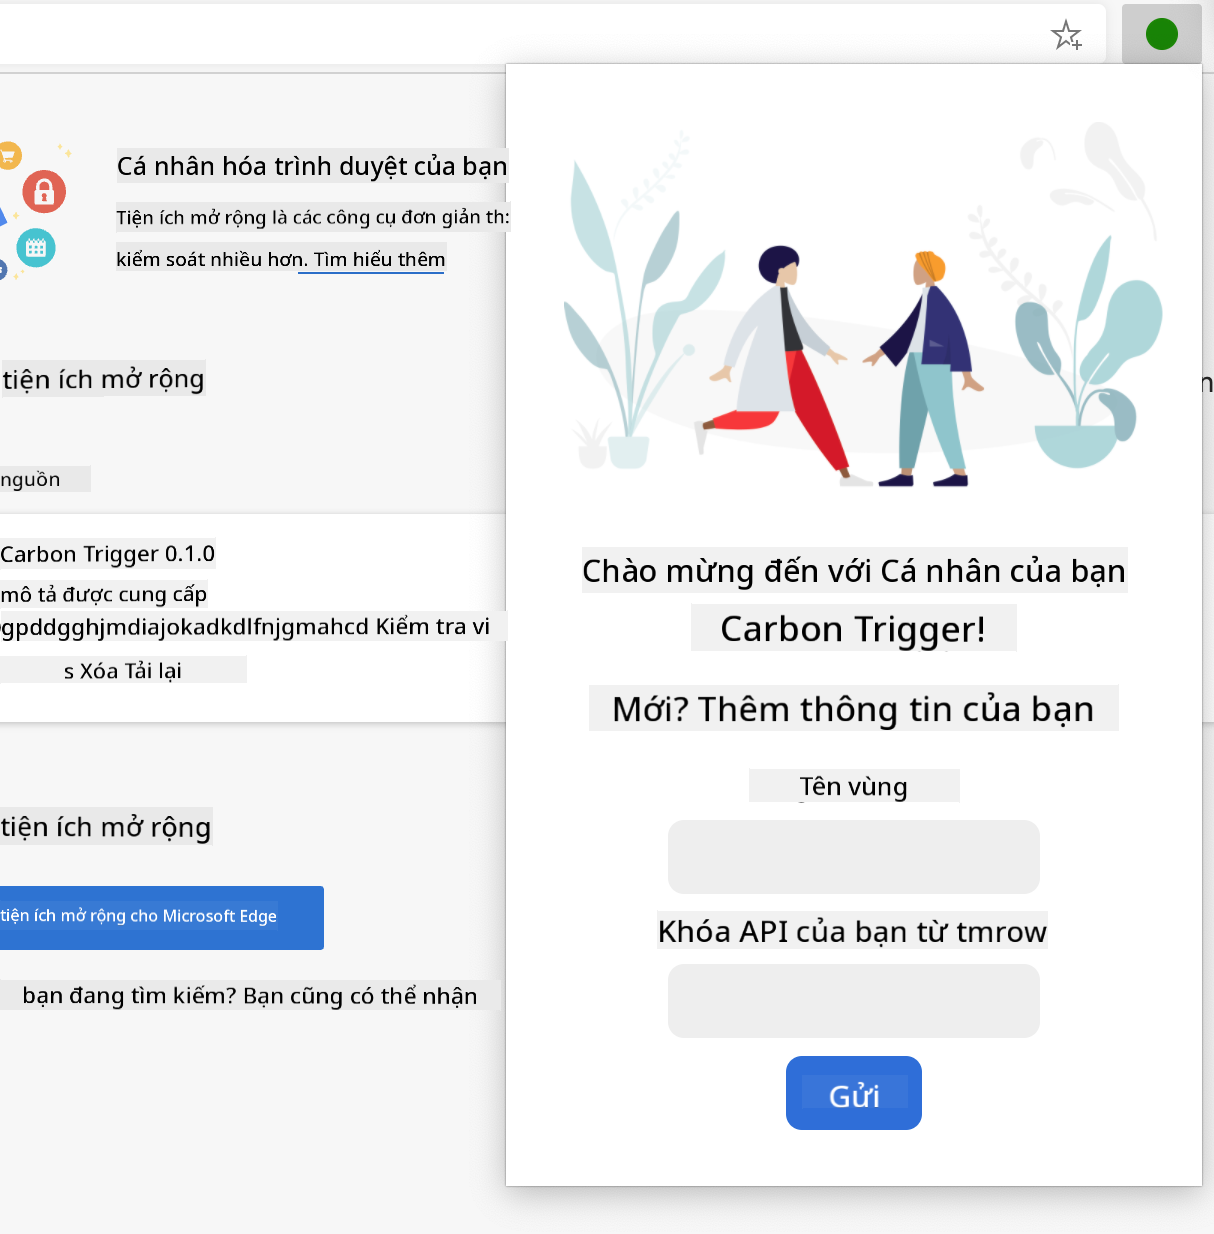 Cá nhân hóa trình duyệt của bạn
Tiện ích mở rộng là các công cụ đơn giản th:
kiểm soát nhiều hơn. Tìm hiểu thêm
tiện ích mở rộng
n
nguồn
Carbon Trigger 0.1.0
mô tả được cung cấp
gpddgghjmdiajokadkdlfnjgmahcd Kiểm tra vi
s Xóa Tải lại
tiện ích mở rộng
tiện ích mở rộng cho Microsoft Edge
bạn đang tìm kiếm? Bạn cũng có thể nhận
Chào mừng đến với Cá nhân của bạn
Carbon Trigger!
Mới? Thêm thông tin của bạn
Tên vùng
Khóa API của bạn từ tmrow
Gửi